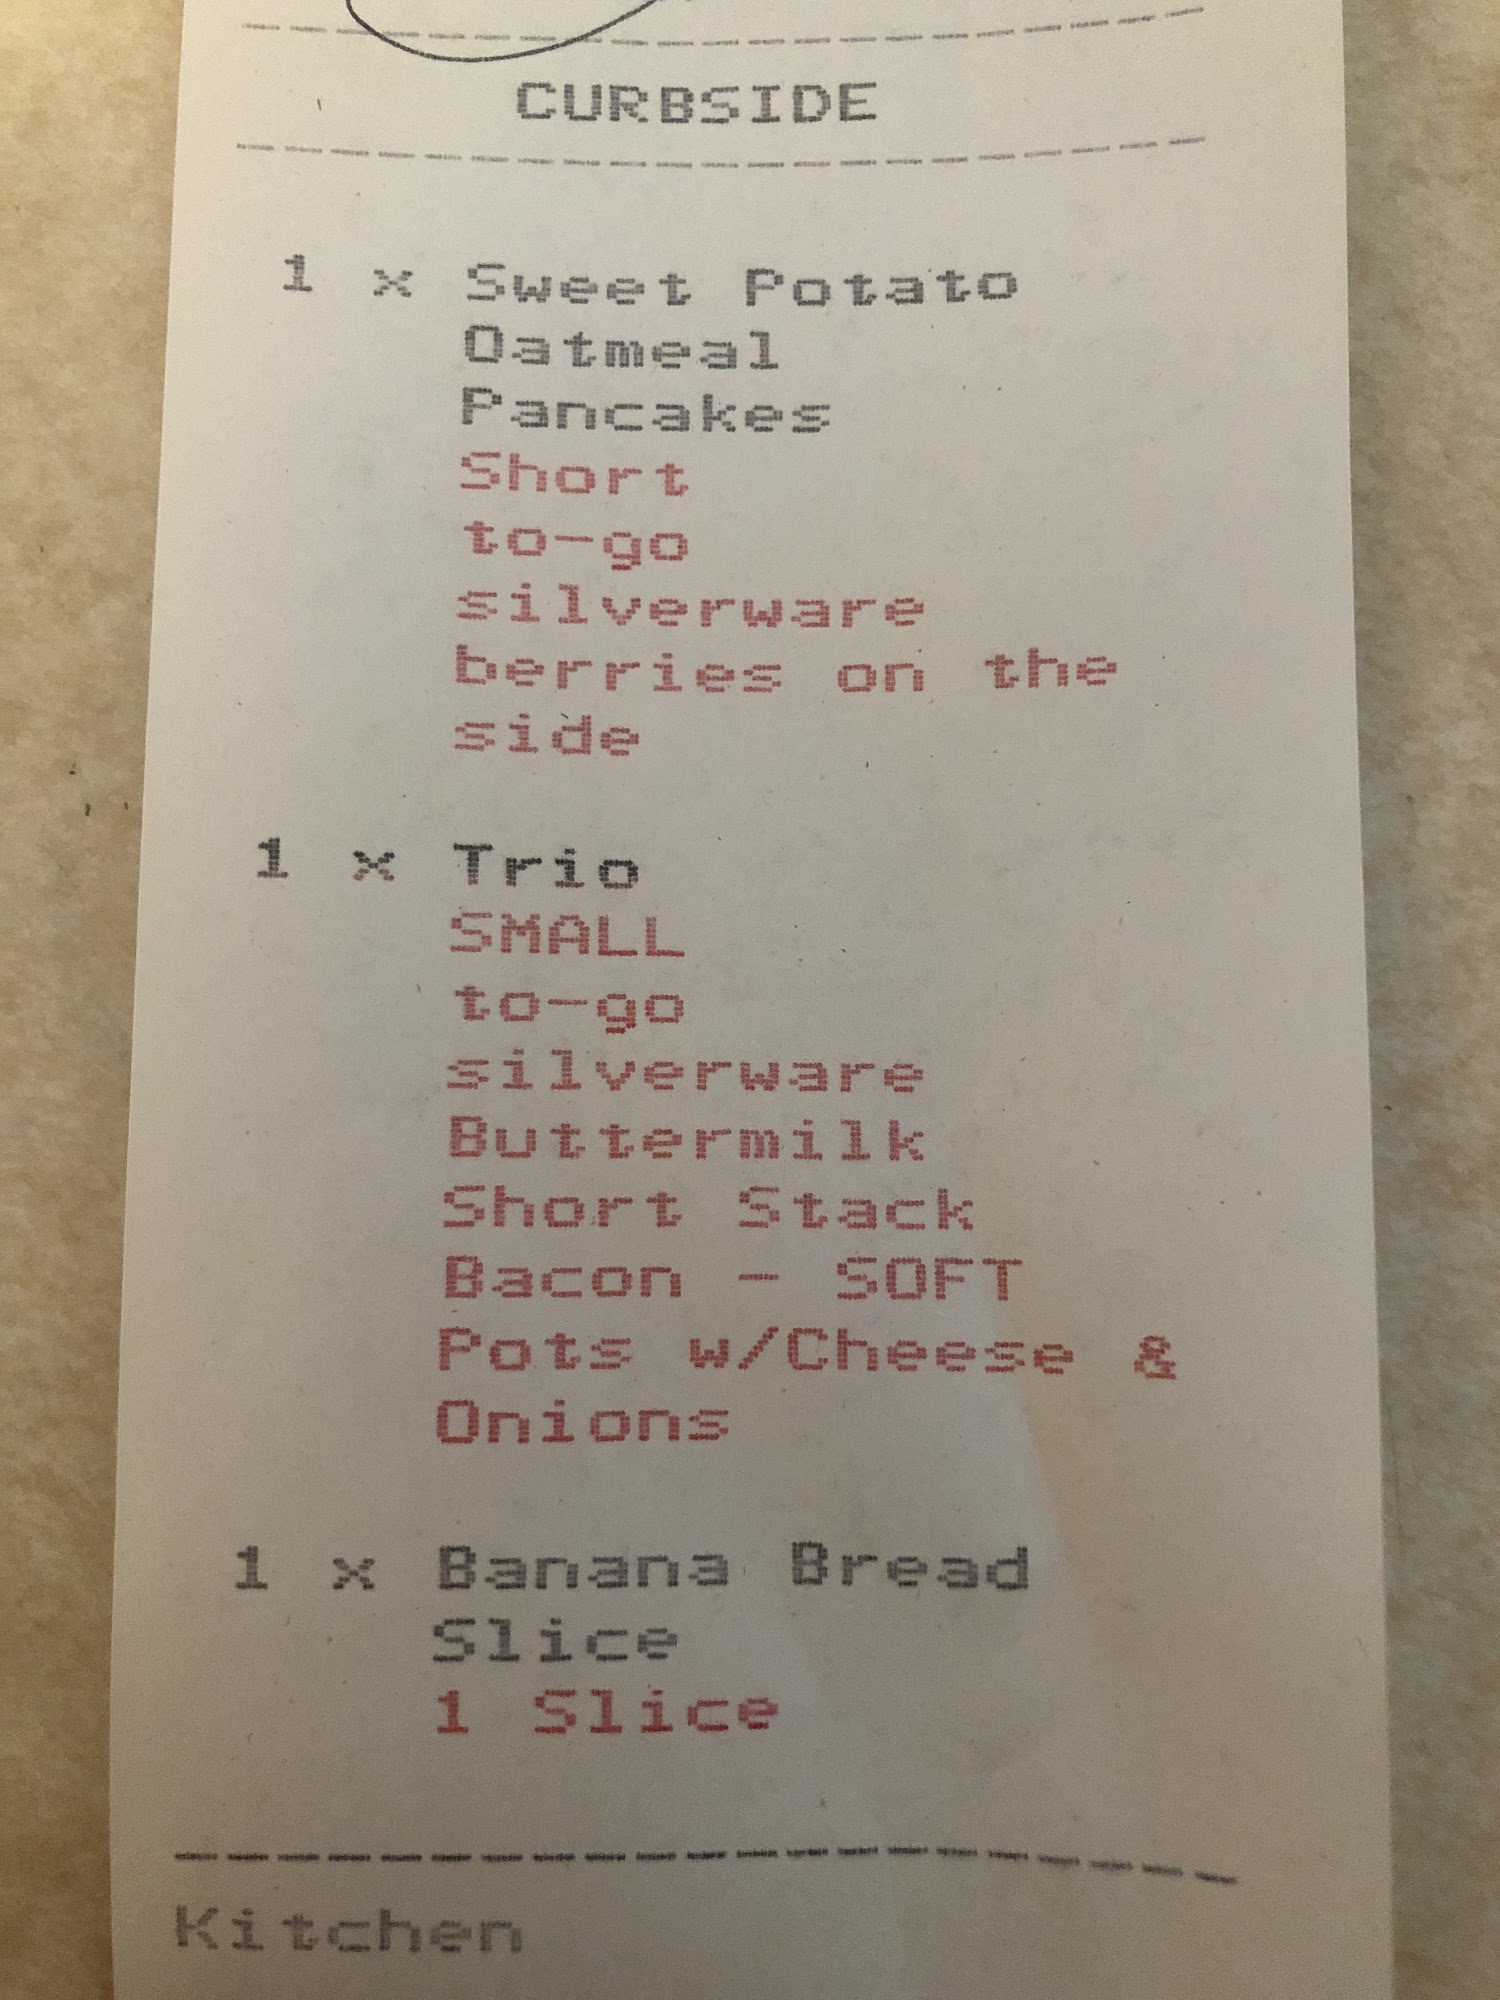 CURBSIDE
1 x Sweet Potato
Oatmeal
Pancakes
Short
to-go
silverware
berries on the
side
1 x Trio
SMALL
to-go
silverware
Buttermilk
Short Stack
Bacon - SOFT
Pots w/Cheese &
Onions
1 x Banana Bread
Slice
1 Slice
Kitchen